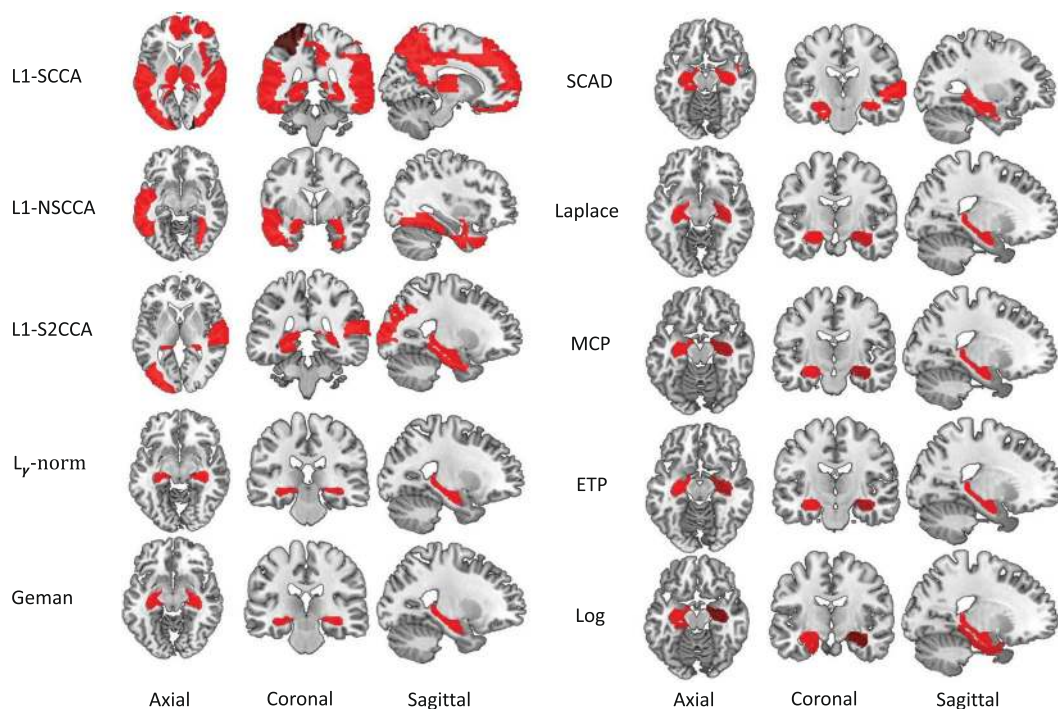 L1-SCCA
L1-NSCCA
L1-S2CCA
Lγ-norm
Geman
Axial Coronal Sagittal
SCAD
Laplace
MCP
ETP
Log
Axial Coronal Sagittal